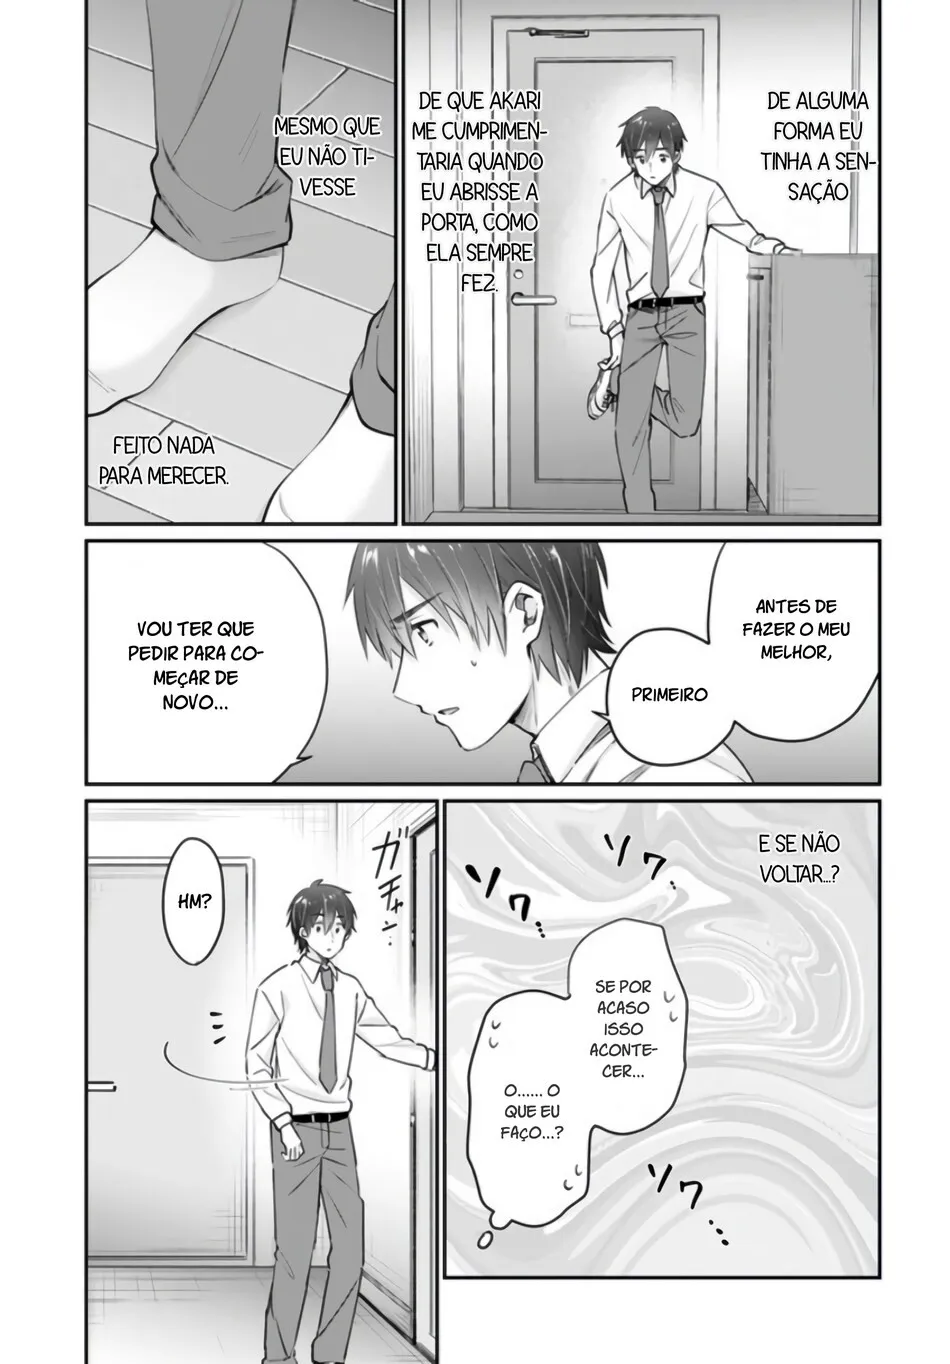 DE ALGUMA
FORMA EU
TINHA A SEN-
SAÇÃO
DE QUE AKARI
ME CUMPRIMEN-
TARIA QUANDO
EU ABRISSE A
PORTA, COMO
ELA SEMPRE
FEZ.
MESMO QUE
EU NÃO TI-
VESSE
FEITO NADA
PARA MERECER.
ANTES DE
FAZER O MEU
MELHOR,
PRIMEIRO
VOU TER QUE
PEDIR PARA CO-
MEÇAR DE
NOVO...
E SE NÃO
VOLTAR...?
ソワ
SE POR
ACASO
ISSO
ACONTE-
CER...
O...... O
QUE EU
FAÇO...?
ソワ
ガチャ
HM?